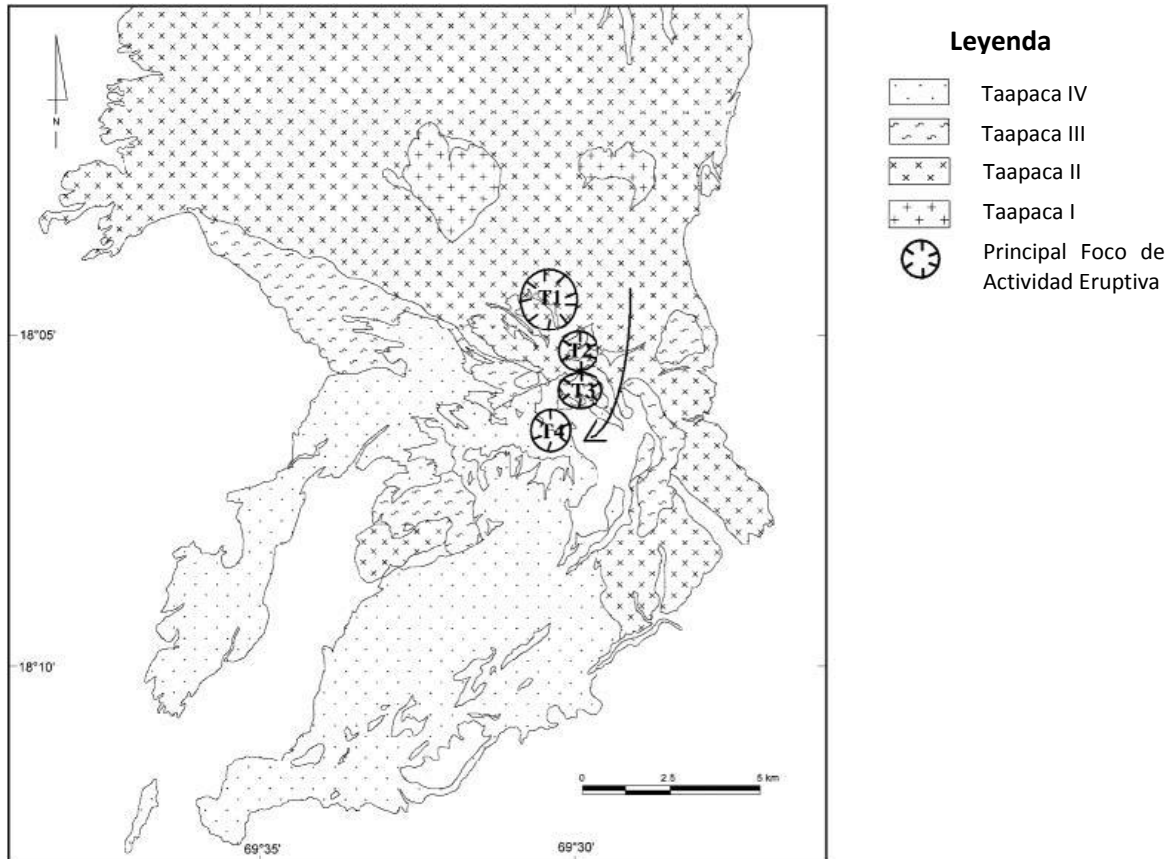 N
T1
T2
T3
T4
18°05'
18°10'
69°35'
69°30'
0 2.5 5 km
Leyenda
Taapaca IV
Taapaca III
Taapaca II
Taapaca I
Principal Foco de
Actividad Eruptiva